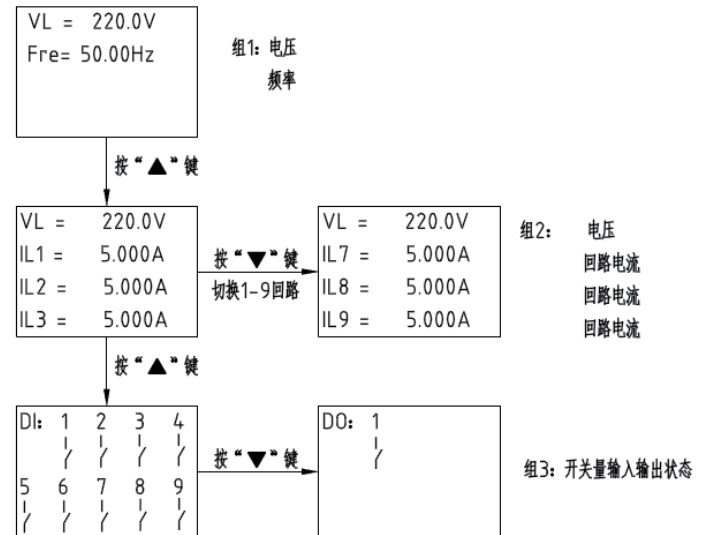 VL = 220.0V
Fre= 50.00Hz
组1: 电压
频率
按“▲”键
VL = 220.0V
IL1 = 5.000A
IL2 = 5.000A
IL3 = 5.000A
按“▼”键
切换1-9回路
VL = 220.0V
IL7 = 5.000A
IL8 = 5.000A
IL9 = 5.000A
组2: 电压
回路电流
回路电流
回路电流
按“▲”键
DI: 1 2 3 4
5 6 7 8 9
按“▼”键
DO: 1
组3: 开关量输入输出状态